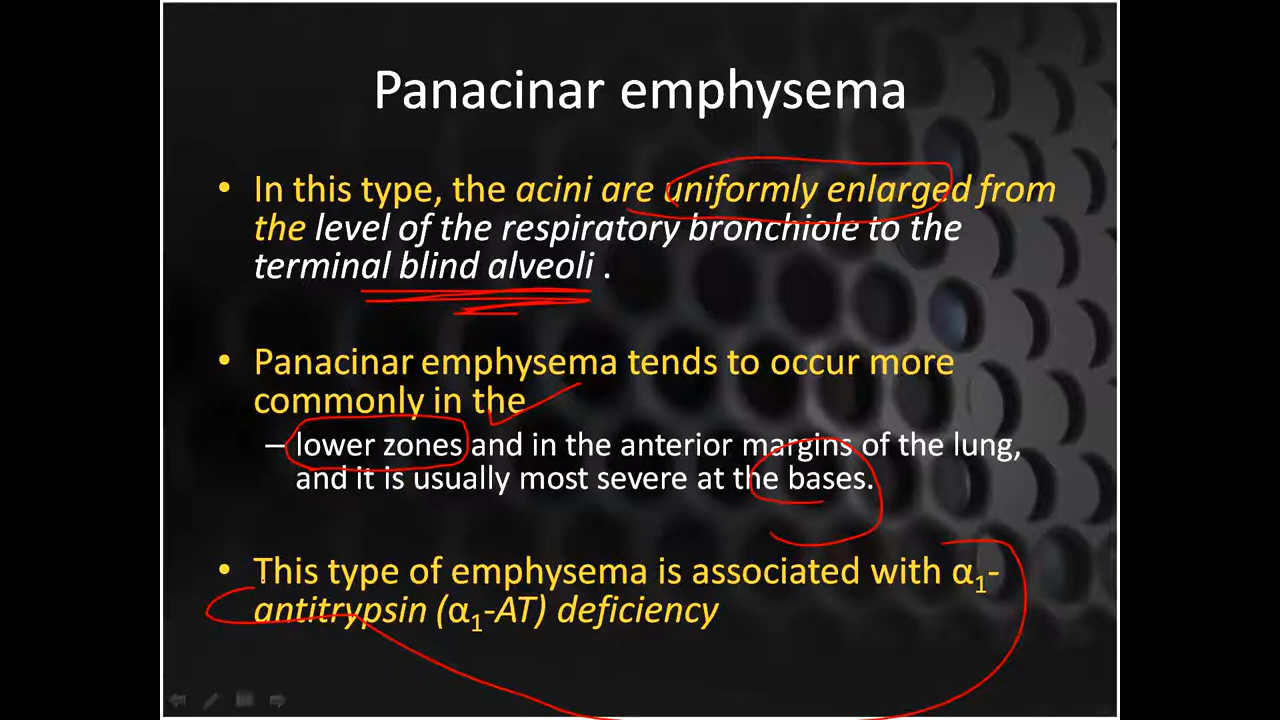 Panacinar emphysema
• In this type, the acini are uniformly enlarged from
the level of the respiratory bronchiole to the
terminal blind alveoli .
• Panacinar emphysema tends to occur more
commonly in the
– lower zones and in the anterior margins of the lung,
and it is usually most severe at the bases.
• This type of emphysema is associated with α₁-
antitrypsin (α₁-AT) deficiency